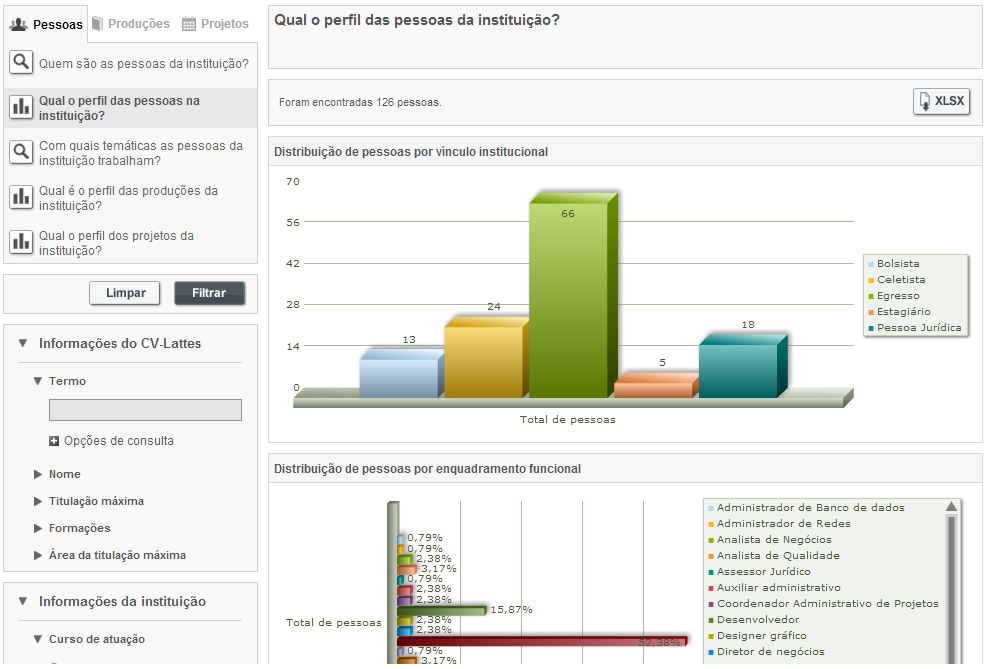 Pessoas
Produções
Projetos
Quem são as pessoas da instituição?
Qual o perfil das pessoas na
instituição?
Com quais temáticas as pessoas da
instituição trabalham?
Qual é o perfil das produções da
instituição?
Qual o perfil dos projetos da
instituição?
Limpar
Filtrar
Informações do CV-Lattes
Termo
Opções de consulta
Nome
Titulação máxima
Formações
Área da titulação máxima
Informações da instituição
Curso de atuação
Qual o perfil das pessoas da instituição?
Foram encontradas 126 pessoas.
XLSX
Distribuição de pessoas por vínculo institucional
70
56
42
28
14
0
13
24
66
5
18
Total de pessoas
Bolsista
Celetista
Egresso
Estagiário
Pessoa Jurídica
Distribuição de pessoas por enquadramento funcional
Total de pessoas
0,79%
0,79%
2,38%
3,17%
0,79%
2,38%
2,38%
15,87%
2,38%
2,38%
52,38%
0,79%
3,17%
Administrador de Banco de dados
Administrador de Redes
Analista de Negócios
Analista de Qualidade
Assessor Jurídico
Auxiliar administrativo
Coordenador Administrativo de Projetos
Desenvolvedor
Designer gráfico
Diretor de negócios